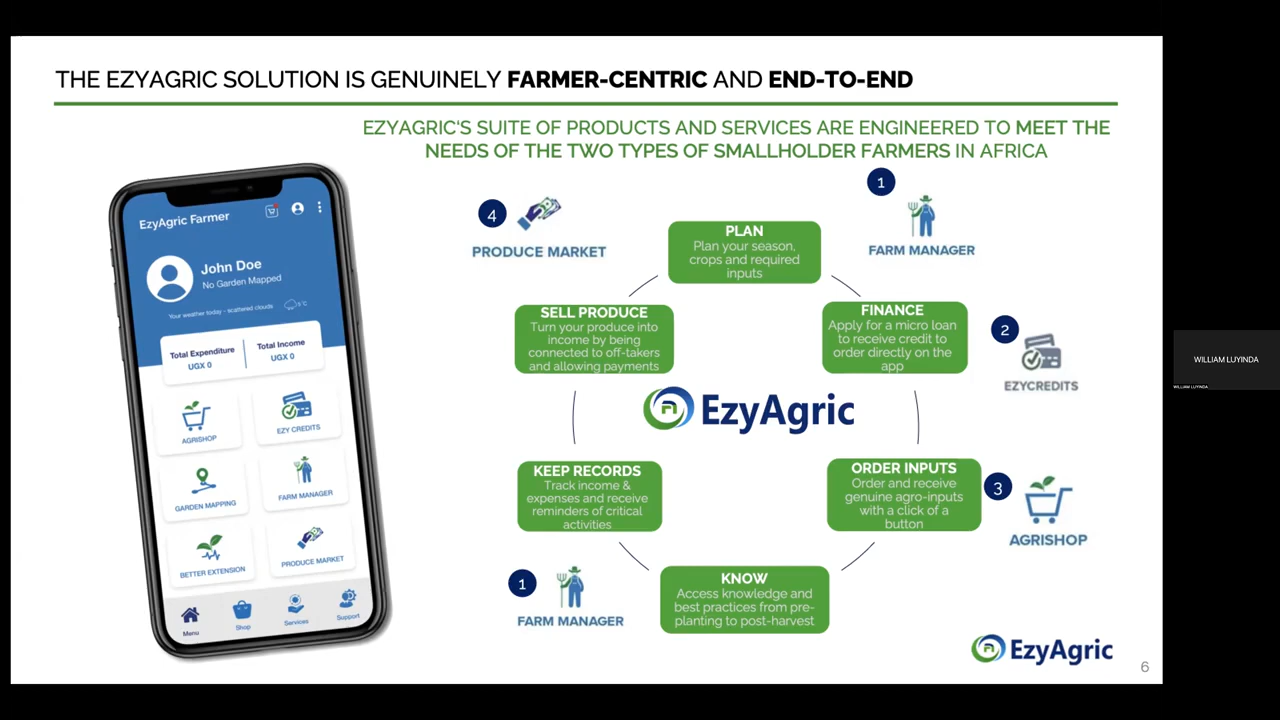 THE EZYAGRIC SOLUTION IS GENUINELY FARMER-CENTRIC AND END-TO-END
EZYAGRIC'S SUITE OF PRODUCTS AND SERVICES ARE ENGINEERED TO MEET THE
NEEDS OF THE TWO TYPES OF SMALLHOLDER FARMERS IN AFRICA
EzyAgric Farmer
John Doe
No Garden Mapped
Your weather today - scattered clouds
Total Expenditure
UGX 0
Total Income
UGX 0
AGRISHOP
EZY CREDITS
GARDEN MAPPING
FARM MANAGER
BETTER EXTENSION
PRODUCE MARKET
Menu
Shop
Services
Support
4
PRODUCE MARKET
PLAN
Plan your season,
crops and required
inputs
1
FARM MANAGER
SELL PRODUCE
Turn your produce into
income by being
connected to off-takers
and allowing payments
FINANCE
Apply for a micro loan
to receive credit to
order directly on the
app
2
EZYCREDITS
EzyAgric
KEEP RECORDS
Track income &
expenses and receive
reminders of critical
activities
ORDER INPUTS
Order and receive
genuine agro-inputs
with a click of a
button
3
AGRISHOP
1
FARM MANAGER
KNOW
Access knowledge and
best practices from pre-
planting to post-harvest
EzyAgric
6
WILLIAM LUYINDA
WILLIAM LUYINDA